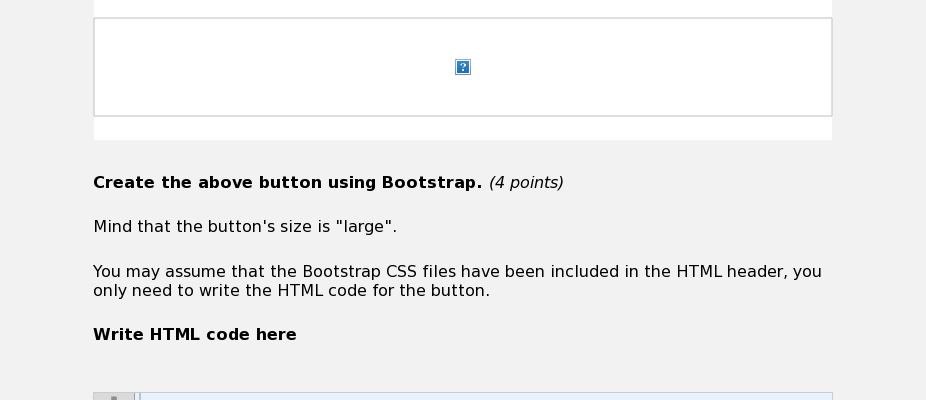 Create the above button using Bootstrap. (4 points)
Mind that the button's size is "large".
You may assume that the Bootstrap CSS files have been included in the HTML header, you
only need to write the HTML code for the button.
Write HTML code here